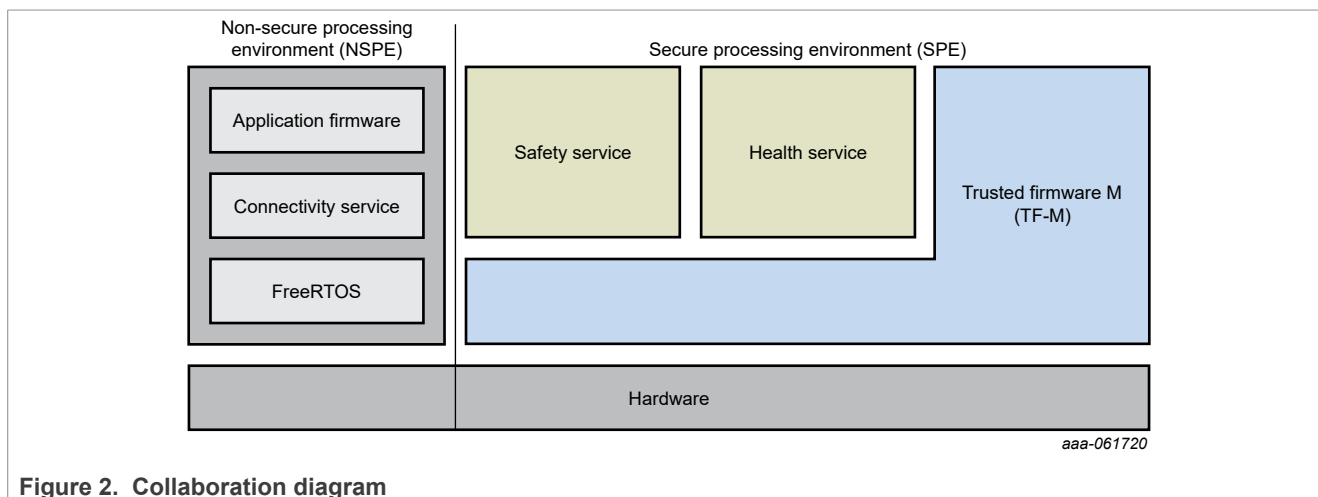 Non-secure processing
environment (NSPE)
Secure processing environment (SPE)
Application firmware
Connectivity service
FreeRTOS
Safety service
Health service
Trusted firmware M
(TF-M)
Hardware
aaa-061720
Figure 2. Collaboration diagram